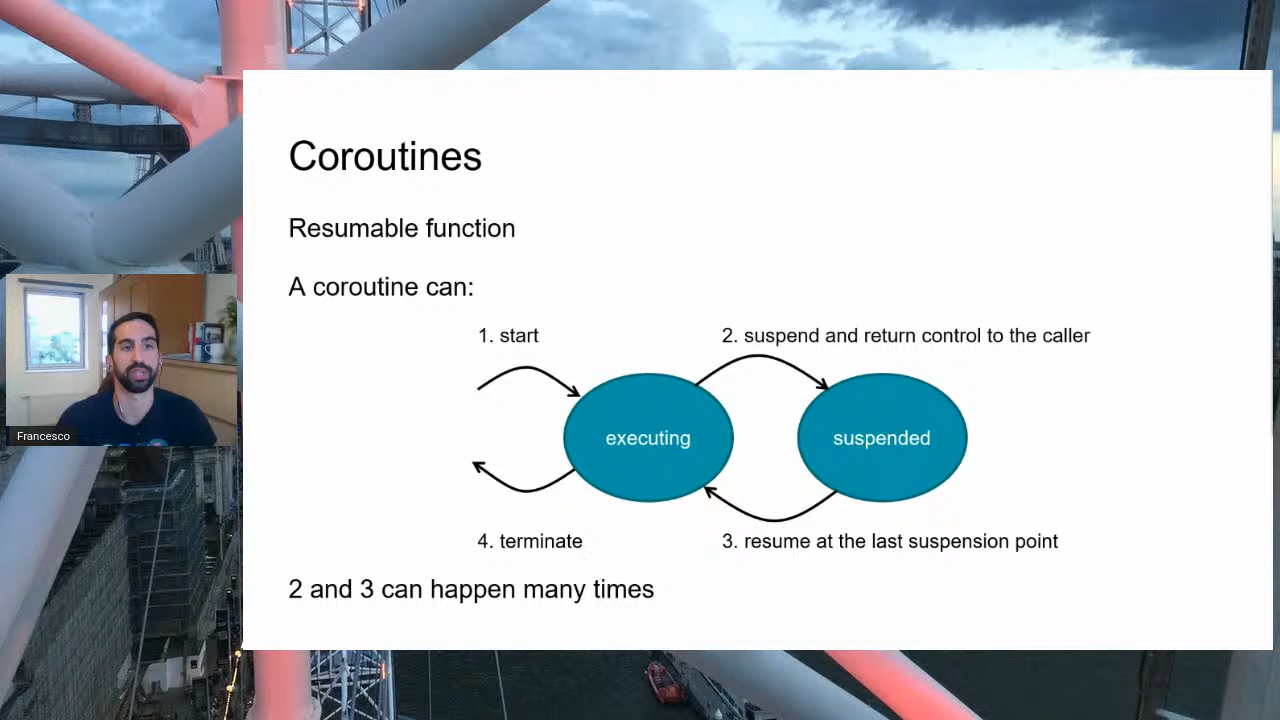 Coroutines
Resumable function
A coroutine can:
1. start
2. suspend and return control to the caller
executing
suspended
4. terminate
3. resume at the last suspension point
2 and 3 can happen many times
Francesco